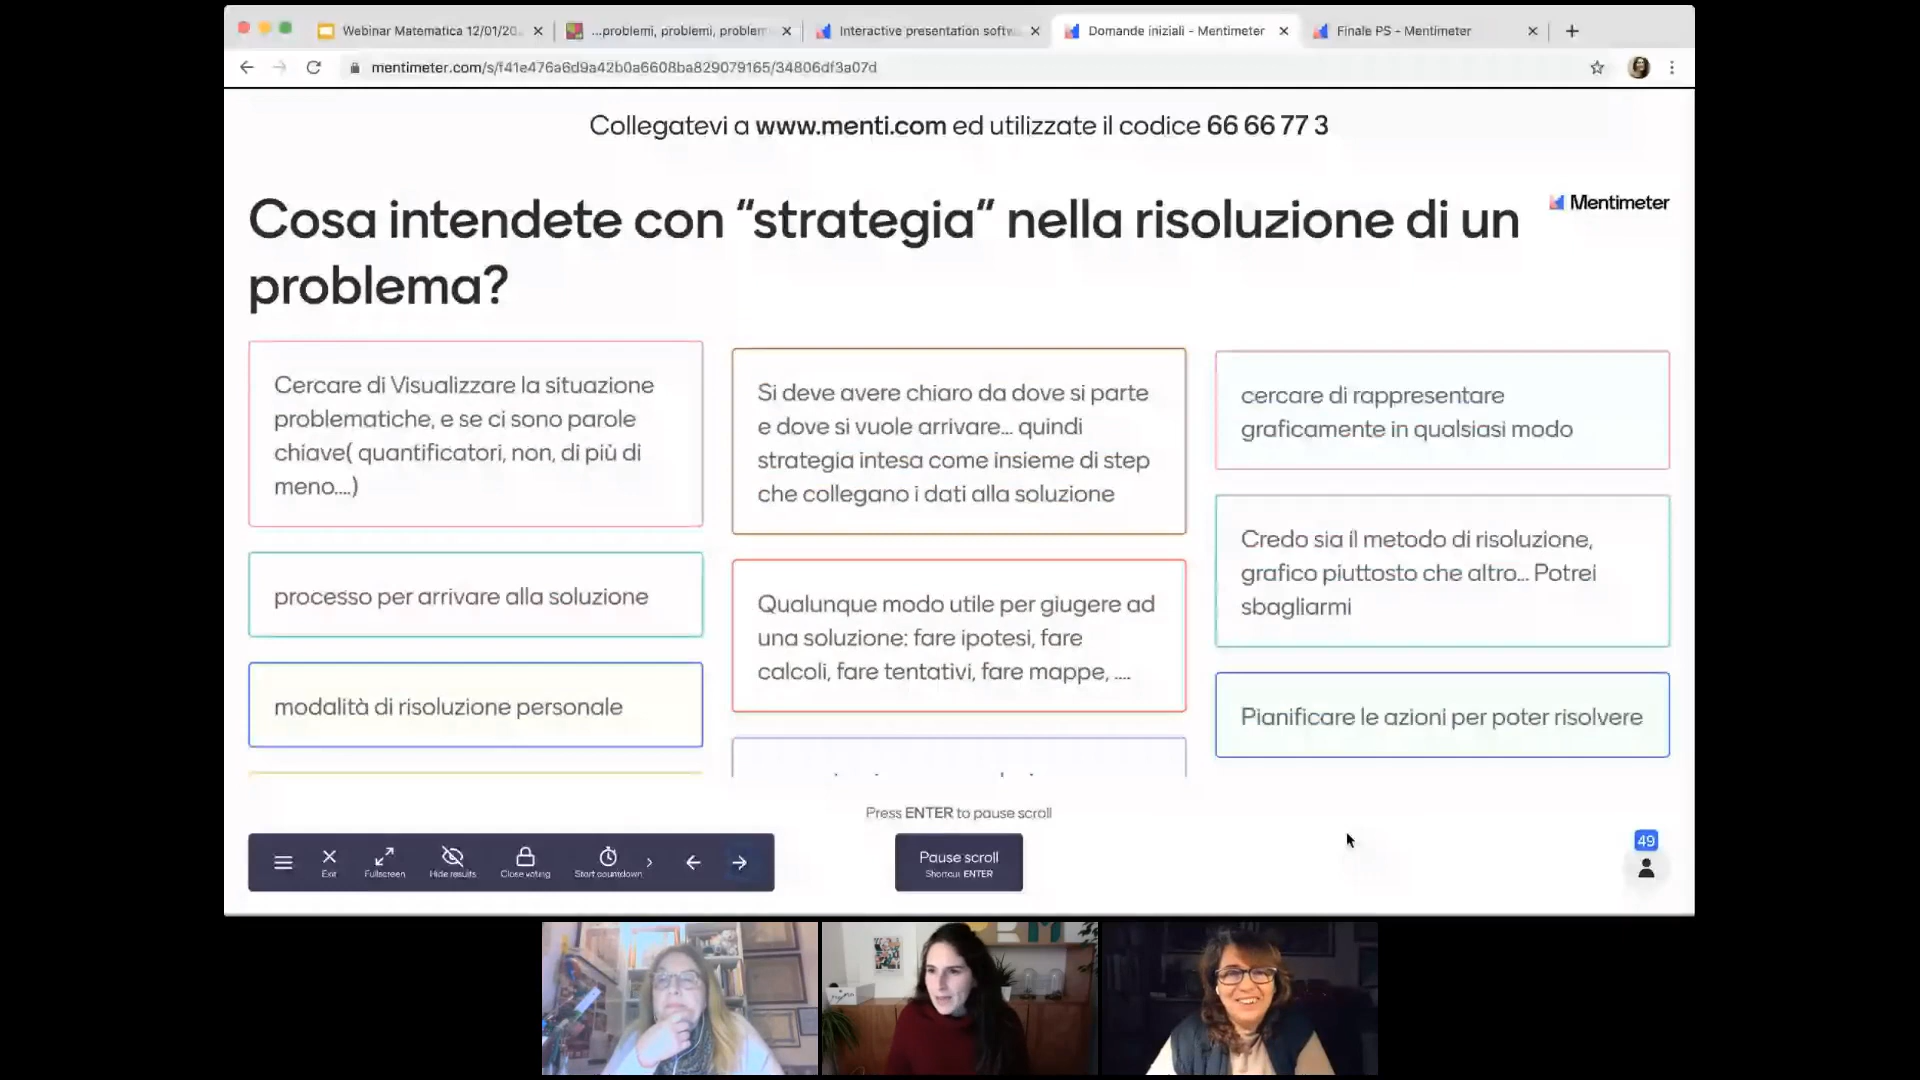 Webinar Matematica 12/01/20
...problemi, problemi, problem
Interactive presentation softw
Domande iniziali - Mentimeter
Finale PS - Mentimeter
mentimeter.com/s/f41e476a6d9a42b0a6608ba829079165/34806df3a07d
Collegatevi a www.menti.com ed utilizzate il codice 66 66 77 3
Cosa intendete con “strategia” nella risoluzione di un
problema?
Mentimeter
Cercare di Visualizzare la situazione
problematiche, e se ci sono parole
chiave( quantificatori, non, di più di
meno....)
processo per arrivare alla soluzione
modalità di risoluzione personale
Si deve avere chiaro da dove si parte
e dove si vuole arrivare... quindi
strategia intesa come insieme di step
che collegano i dati alla soluzione
Qualunque modo utile per giugere ad
una soluzione: fare ipotesi, fare
calcoli, fare tentativi, fare mappe, ....
cercare di rappresentare
graficamente in qualsiasi modo
Credo sia il metodo di risoluzione,
grafico piuttosto che altro... Potrei
sbagliarmi
Pianificare le azioni per poter risolvere
Press ENTER to pause scroll
Exit
Fullscreen
Hide results
Close voting
Start countdown
Pause scroll
Shortcut ENTER
49